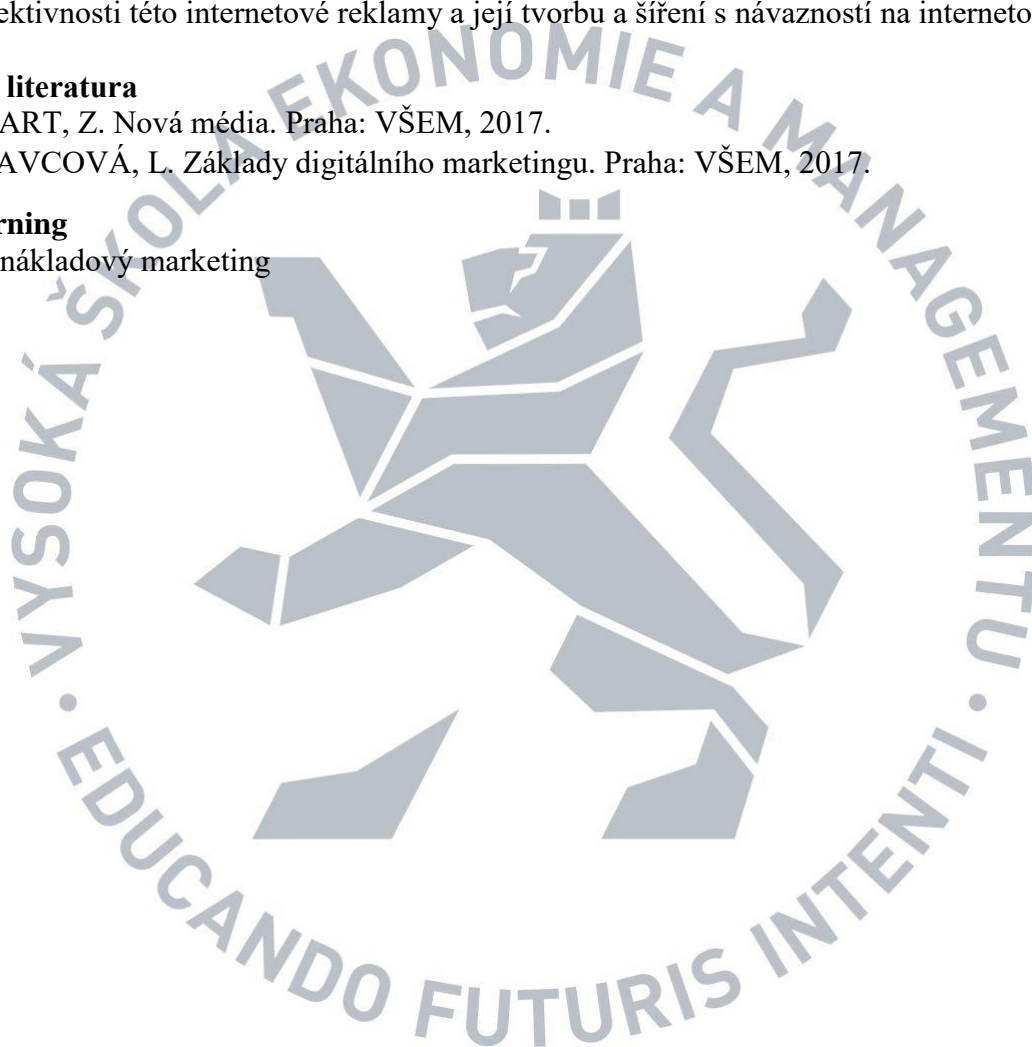 ektivnosti této internetové reklamy a její tvorbu a šíření s návazností na interneto
literatura
ART, Z. Nová média. Praha: VŠEM, 2017.
AVCOVÁ, L. Základy digitálního marketingu. Praha: VŠEM, 2017.
rning
nákladový marketing
VYSOKÁ ŠKOLA EKONOMIE A MANAGEMENTU • EDUCANDO FUTURIS INTENTI •